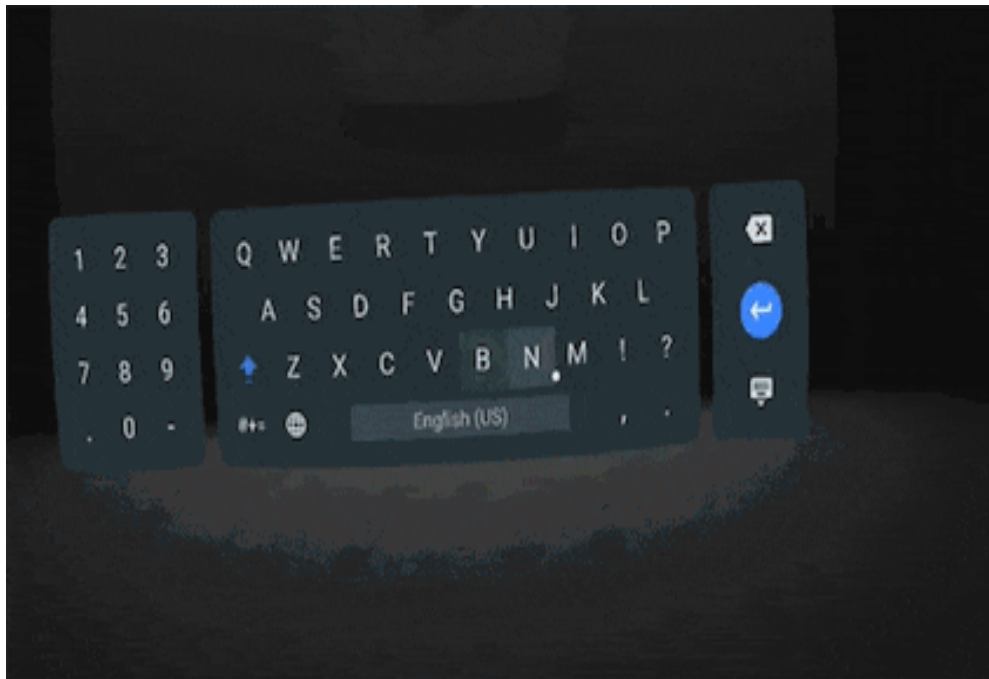 1 2 3
4 5 6
7 8 9
. 0 -
Q W E R T Y U I O P
A S D F G H J K L
Z X C V B N M ! ?
#+= English (US) , .